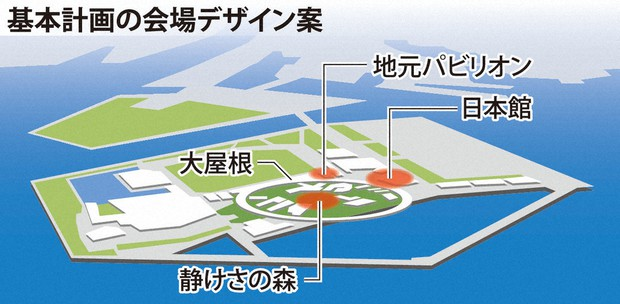 基本計画の会場デザイン案
地元パビリオン
日本館
大屋根
静けさの森